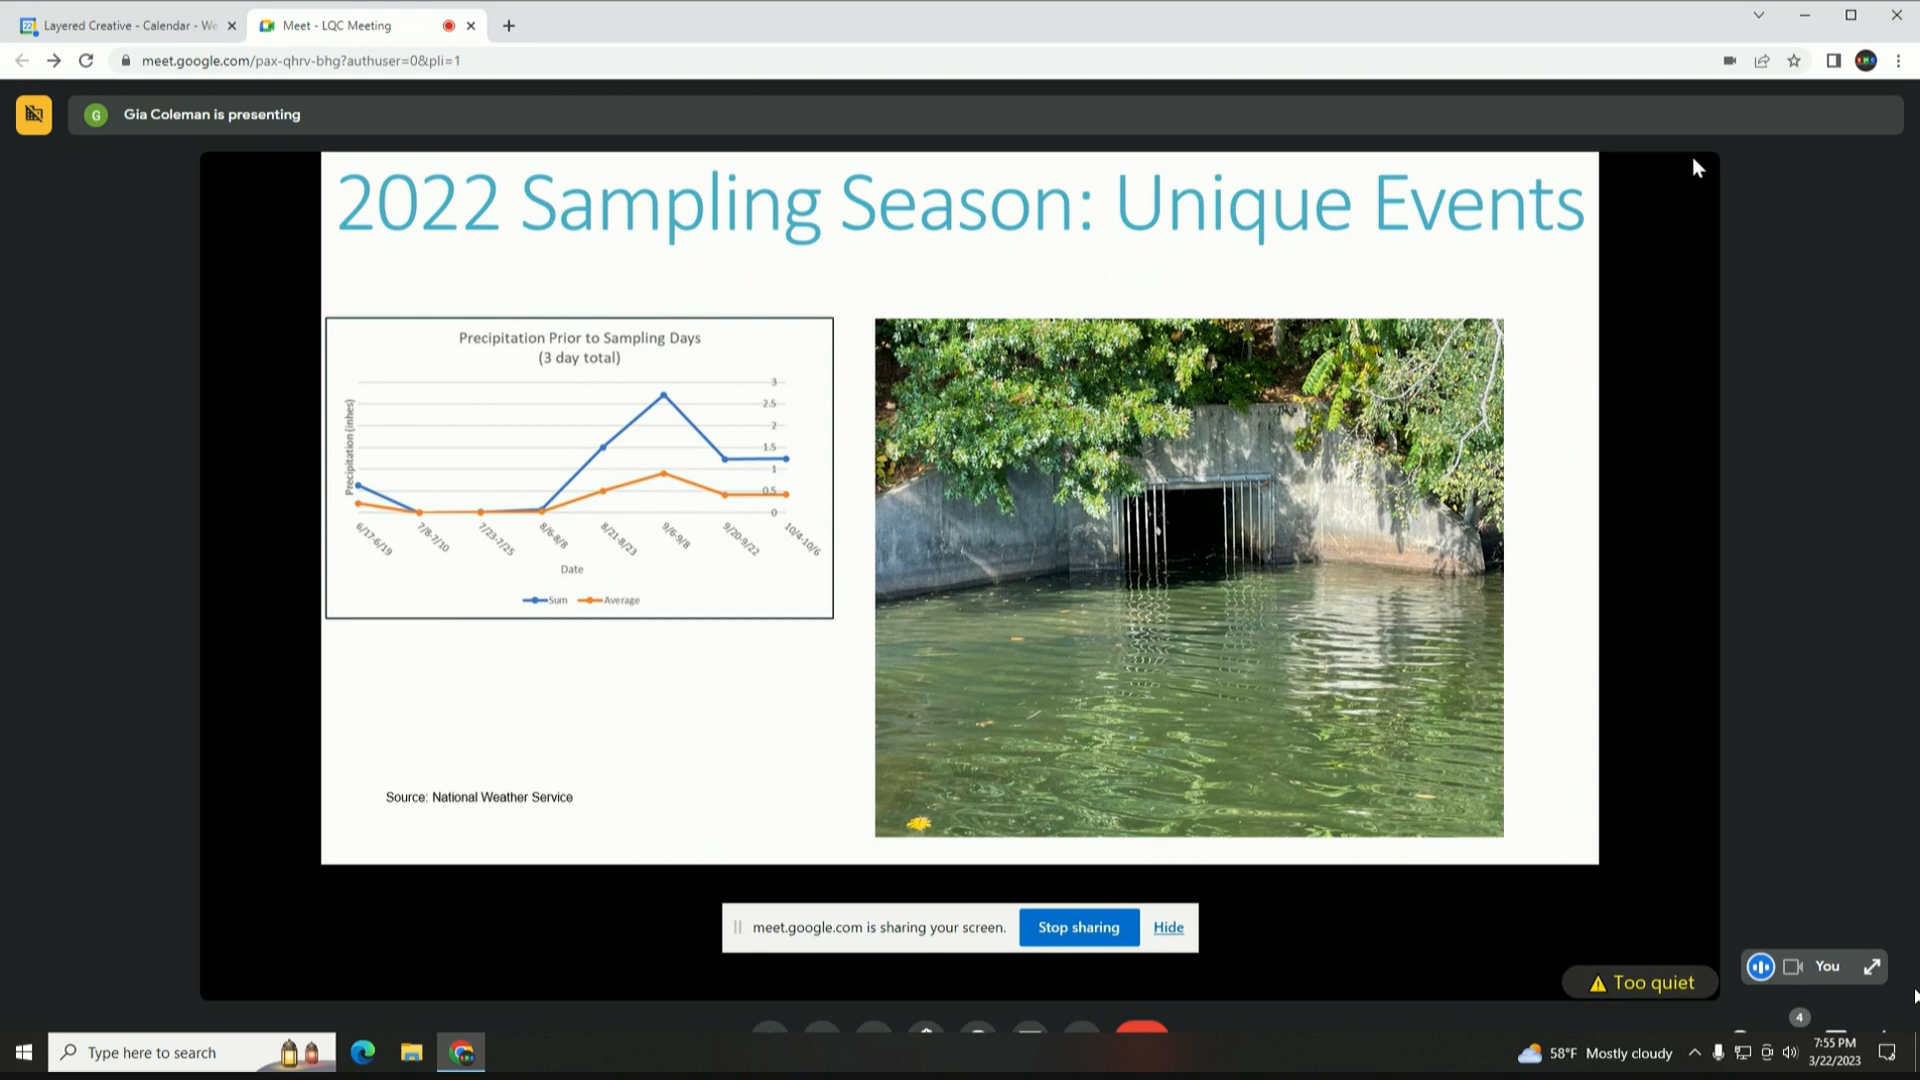 Layered Creative - Calendar - We
Meet - LQC Meeting
meet.google.com/pax-qhrv-bhg?authuser=0&pli=1
G
Gia Coleman is presenting
2022 Sampling Season: Unique Events
Precipitation Prior to Sampling Days
(3 day total)
Precipitation (inhes)
3
2.5
2
1.5
1
0.5
0
6/17-6/19
7/8-7/10
7/23-7/25
8/6-8/8
8/21-8/23
9/6-9/8
9/20-9/22
10/4-10/6
Date
Sum
Average
Source: National Weather Service
meet.google.com is sharing your screen.
Stop sharing
Hide
You
Too quiet
4
Type here to search
58°F Mostly cloudy
7:55 PM
3/22/2023